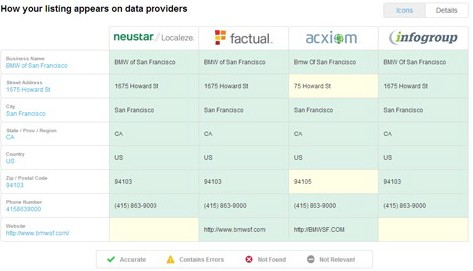 How your listing appears on data providers
Icons Details
neustar / Localeze. factual. acxiom infogroup
Business Name
BMW of San Francisco BMW of San Francisco BMW of San Francisco Bmw Of San Francisco BMW of San Francisco
Street Address
1675 Howard St 1675 Howard St 1675 Howard St 75 Howard St 1675 Howard St
City
San Francisco San Francisco San Francisco San Francisco San Francisco
State / Prov / Region
CA CA CA CA CA
Country
US US US US US
Zip / Postal Code
94103 94103 94103 94105 94103
Phone Number
4158639000 (415) 863-9000 (415) 863-9000 (415) 863-9000 (415) 863-9000
Website
http://www.bmwsf.com/ http://www.bmwsf.com http://BMWSF.COM
Accurate Contains Errors Not Found Not Relevant